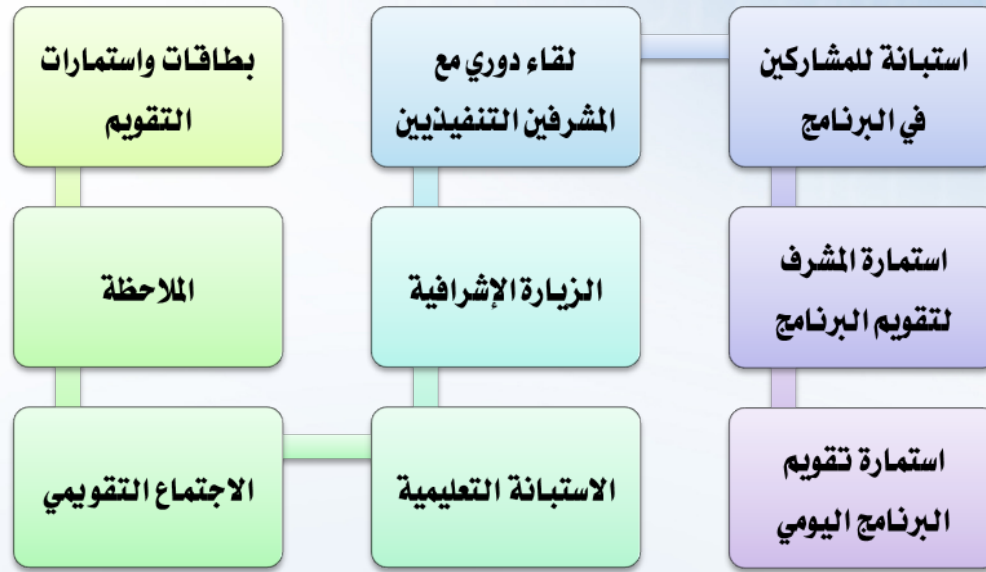 بطاقات واستمارات
التقويم
الملاحظة
الاجتماع التقويمي
الاستبانة التعليمية
الزيارة الإشرافية
لقاء دوري مع
المشرفين التنفيذيين
استبانة للمشاركين
في البرنامج
استمارة المشرف
لتقويم البرنامج
استمارة تقويم
البرنامج اليومي